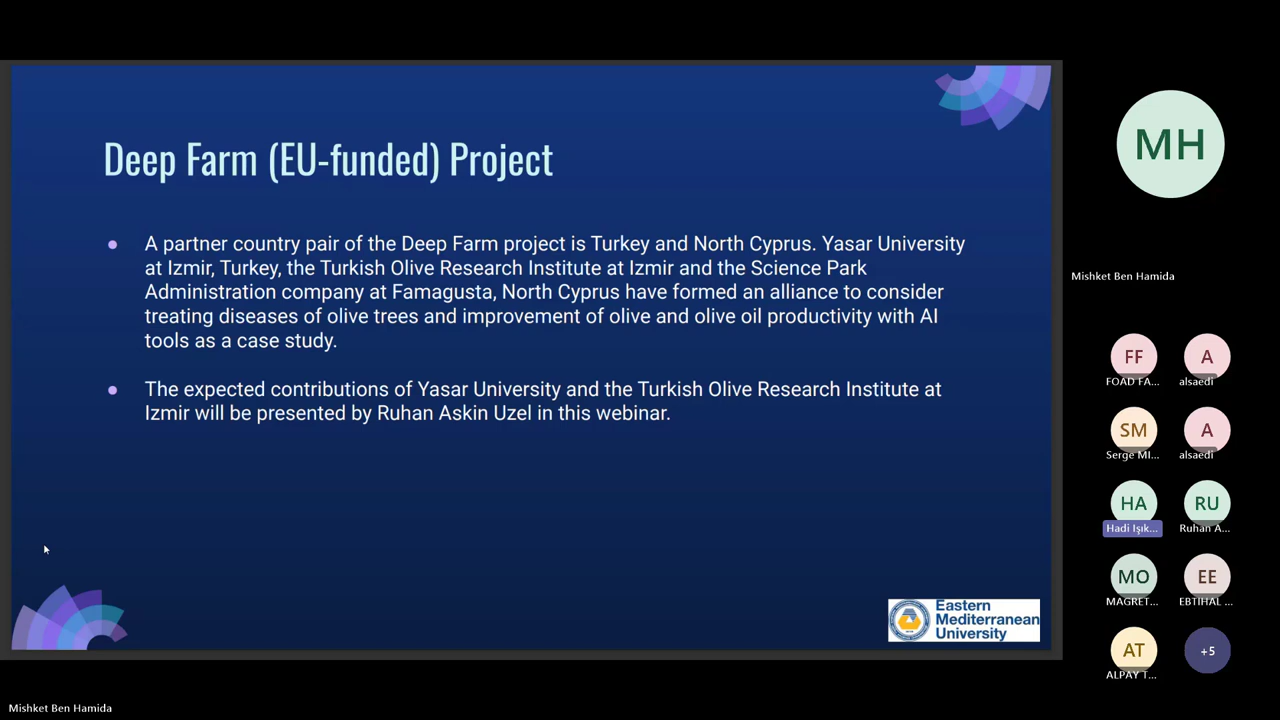 Deep Farm (EU-funded) Project
A partner country pair of the Deep Farm project is Turkey and North Cyprus. Yasar University
at Izmir, Turkey, the Turkish Olive Research Institute at Izmir and the Science Park
Administration company at Famagusta, North Cyprus have formed an alliance to consider
treating diseases of olive trees and improvement of olive and olive oil productivity with AI
tools as a case study.
The expected contributions of Yasar University and the Turkish Olive Research Institute at
Izmir will be presented by Ruhan Askin Uzel in this webinar.
Eastern
Mediterranean
University
MH
Mishket Ben Hamida
FF
FOAD FA...
A
alsaedi
SM
Serge MI...
A
alsaedi
HA
Hadi Işık...
RU
Ruhan A...
MO
MAGRET...
EE
EBTIHAL ...
AT
ALPAY T...
+5
Mishket Ben Hamida